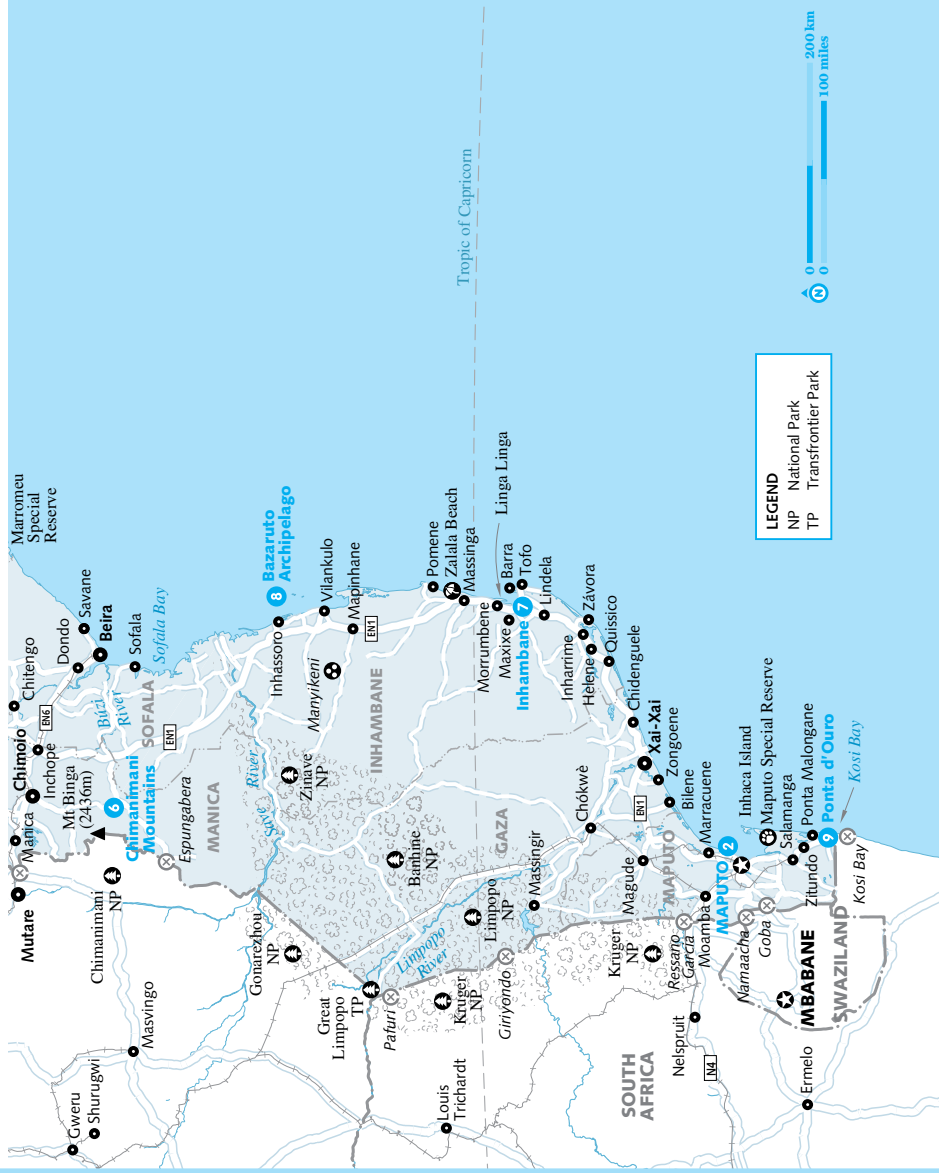 Marromeu
Special
Reserve
Chitengo
Savane
Dondo
Beira
Manica
Chimoio
Inchope
EN6
Mutare
Mt Binga
(2436m)
6
Chimanimani
Mountains
Búzi
River
Sofala
Sofala Bay
SOFALA
EN1
Gweru
Shurugwi
Masvingo
Chimanimani
NP
Espungabera
MANICA
Save
River
8
Bazaruto
Archipelago
Inhassoro
Vilankulo
Mapinhane
EN1
Manyikeni
Gonarezhou
NP
Zinave
NP
INHAMBANE
Great
Limpopo
TP
Pafuri
Limpopo
River
Banhine
NP
Pomene
Zalala Beach
Massinga
Tropic of Capricorn
Louis
Trichardt
Kruger
NP
Limpopo
NP
GAZA
Linga Linga
Morrumbene
Maxixe
Barra
Tofo
Inhambane
7
Lindela
Giriyondo
Massingir
Inharrime
Helene
Závora
Quissico
Chidenguele
Chókwè
Xai-Xai
Zongoene
Bilene
EN1
SOUTH
AFRICA
Kruger
NP
Magude
MAPUTO
Marracuene
Nelspruit
N4
Ressano
Garcia
Moamba
MAPUTO
2
Inhaca Island
Maputo Special Reserve
Namaacha
Goba
Salamanga
Zitundo
Ponta Malongane
9
Ponta d'Ouro
Kosi Bay
Kosi Bay
MBABANE
SWAZILAND
Ermelo
LEGEND
NP National Park
TP Transfrontier Park
N
0 200 km
0 100 miles